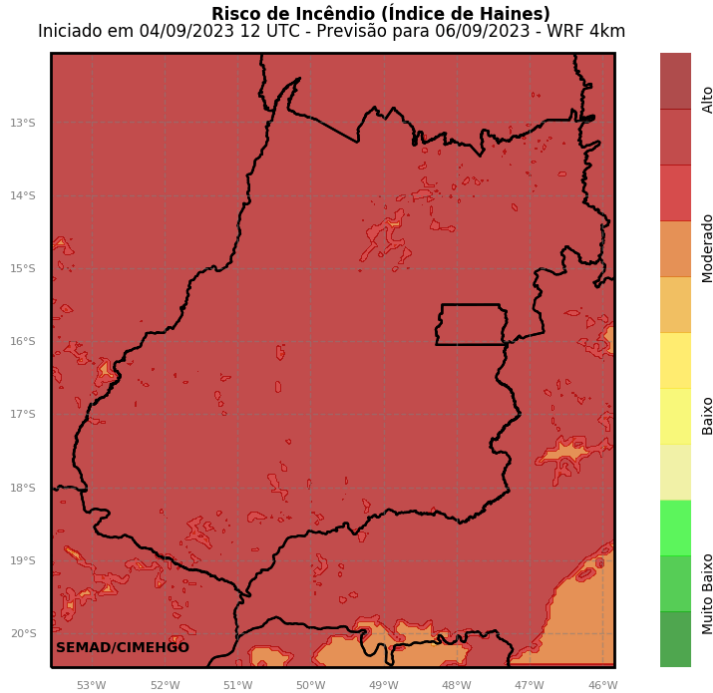 Risco de Incêndio (Índice de Haines)
Iniciado em 04/09/2023 12 UTC - Previsão para 06/09/2023 - WRF 4km
13°S
14°S
15°S
16°S
17°S
18°S
19°S
20°S
SEMAD/CIMEHGO
53°W 52°W 51°W 50°W 49°W 48°W 47°W 46°W
Alto
Moderado
Baixo
Muito Baixo